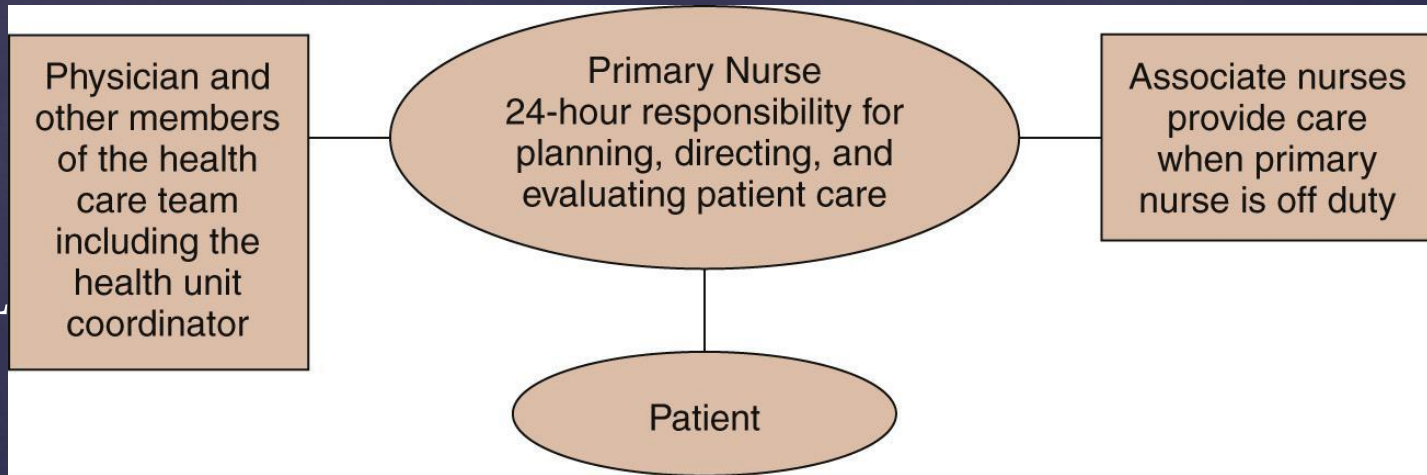 Physician and
other members
of the health
care team
including the
health unit
coordinator
Primary Nurse
24-hour responsibility for
planning, directing, and
evaluating patient care
Associate nurses
provide care
when primary
nurse is off duty
Patient